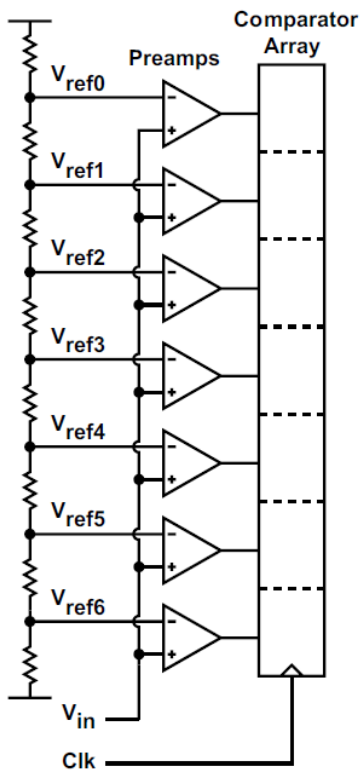 Comparator
Array
Preamps
Vref0
Vref1
Vref2
Vref3
Vref4
Vref5
Vref6
Vin
Clk